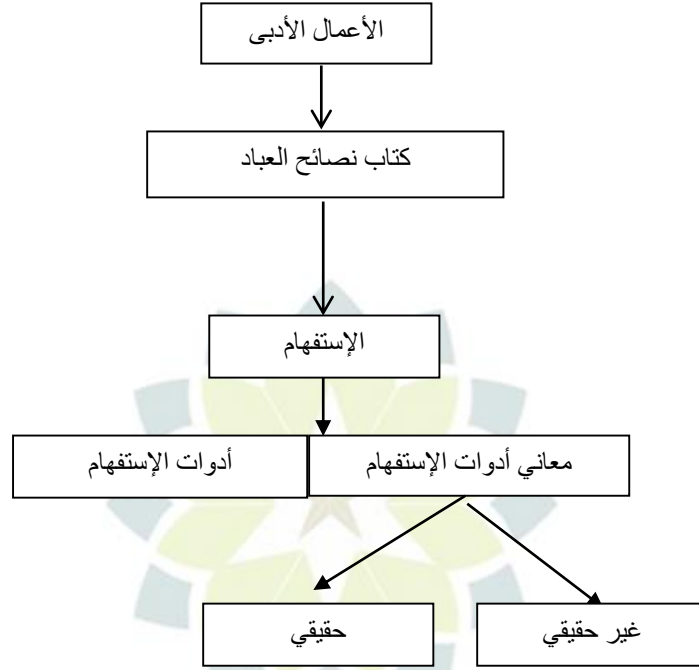 الأعمال الأدبى
كتاب نصائح العباد
الإستفهام
معاني أدوات الإستفهام
أدوات الإستفهام
غير حقيقي
حقيقي